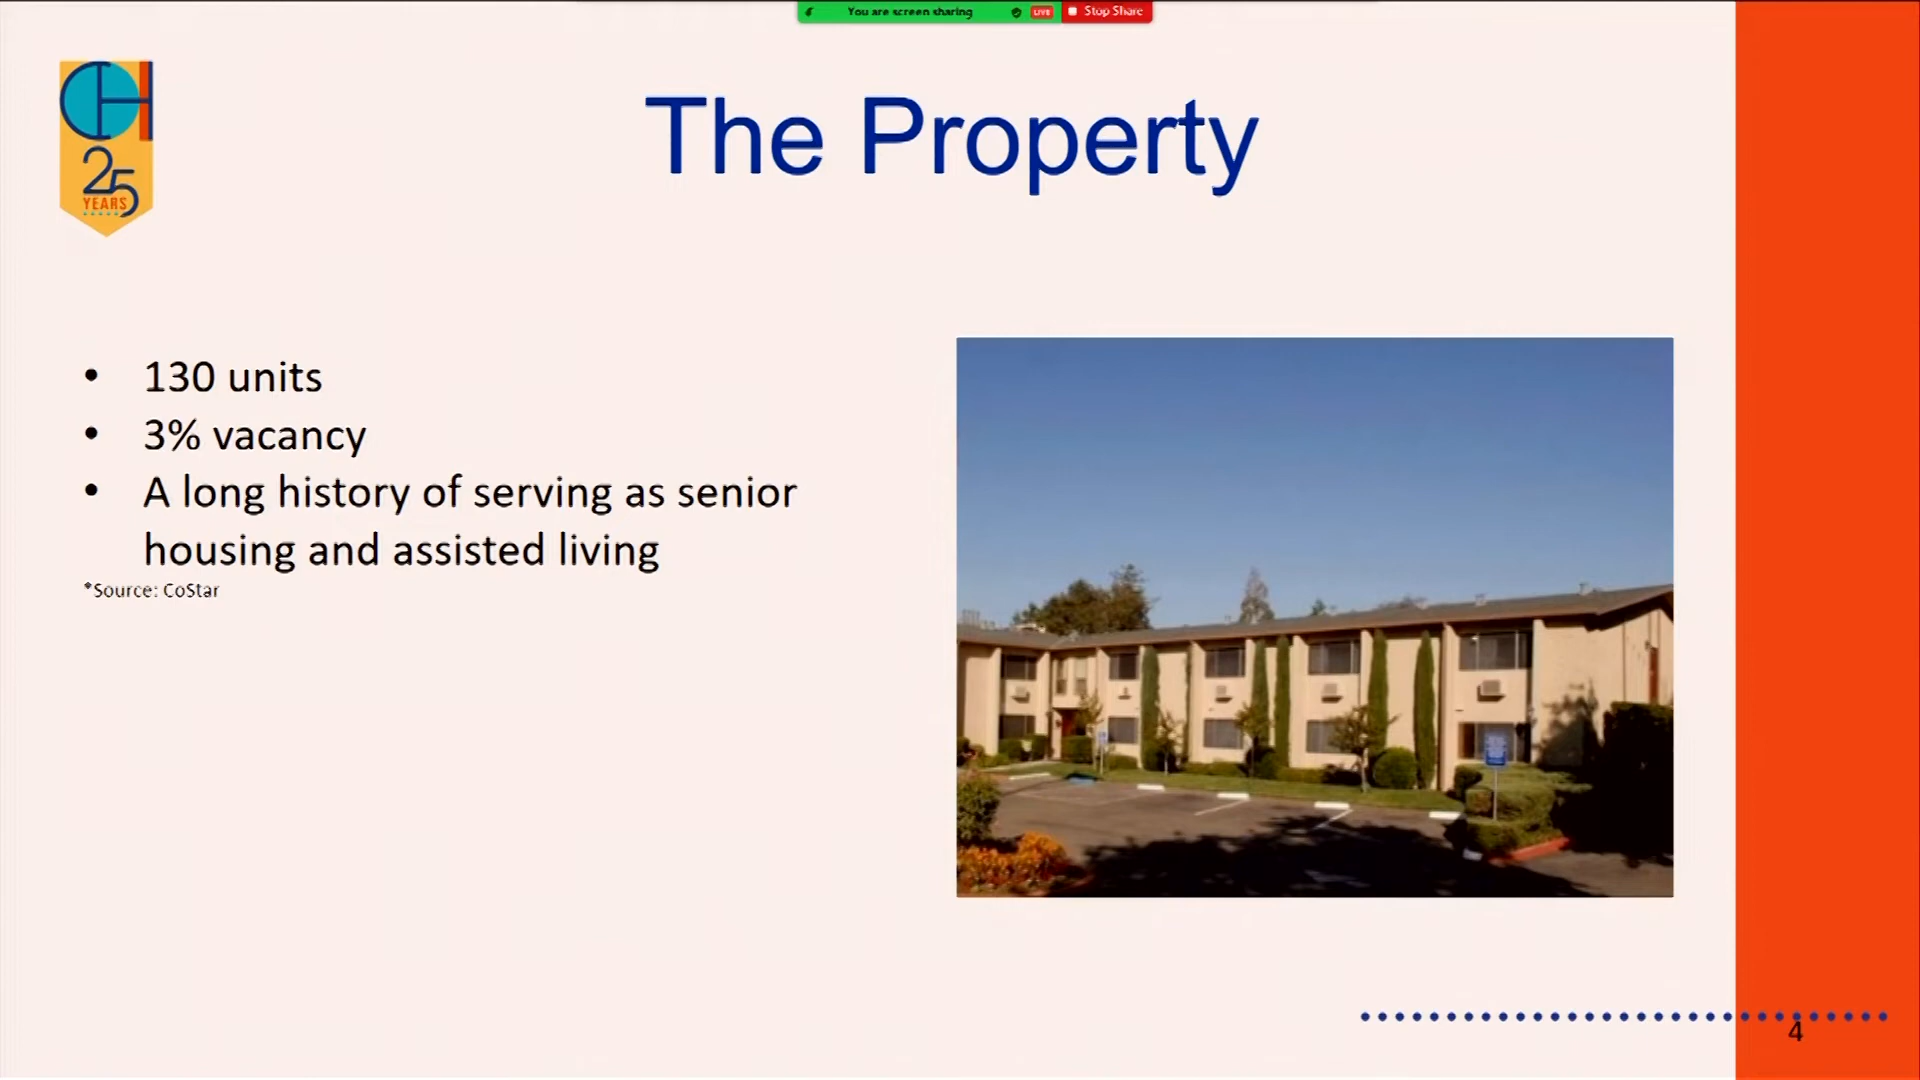 You are screen sharing LIVE Stop Share
CH
25
YEARS
The Property
• 130 units
• 3% vacancy
• A long history of serving as senior
housing and assisted living
*Source: CoStar
4